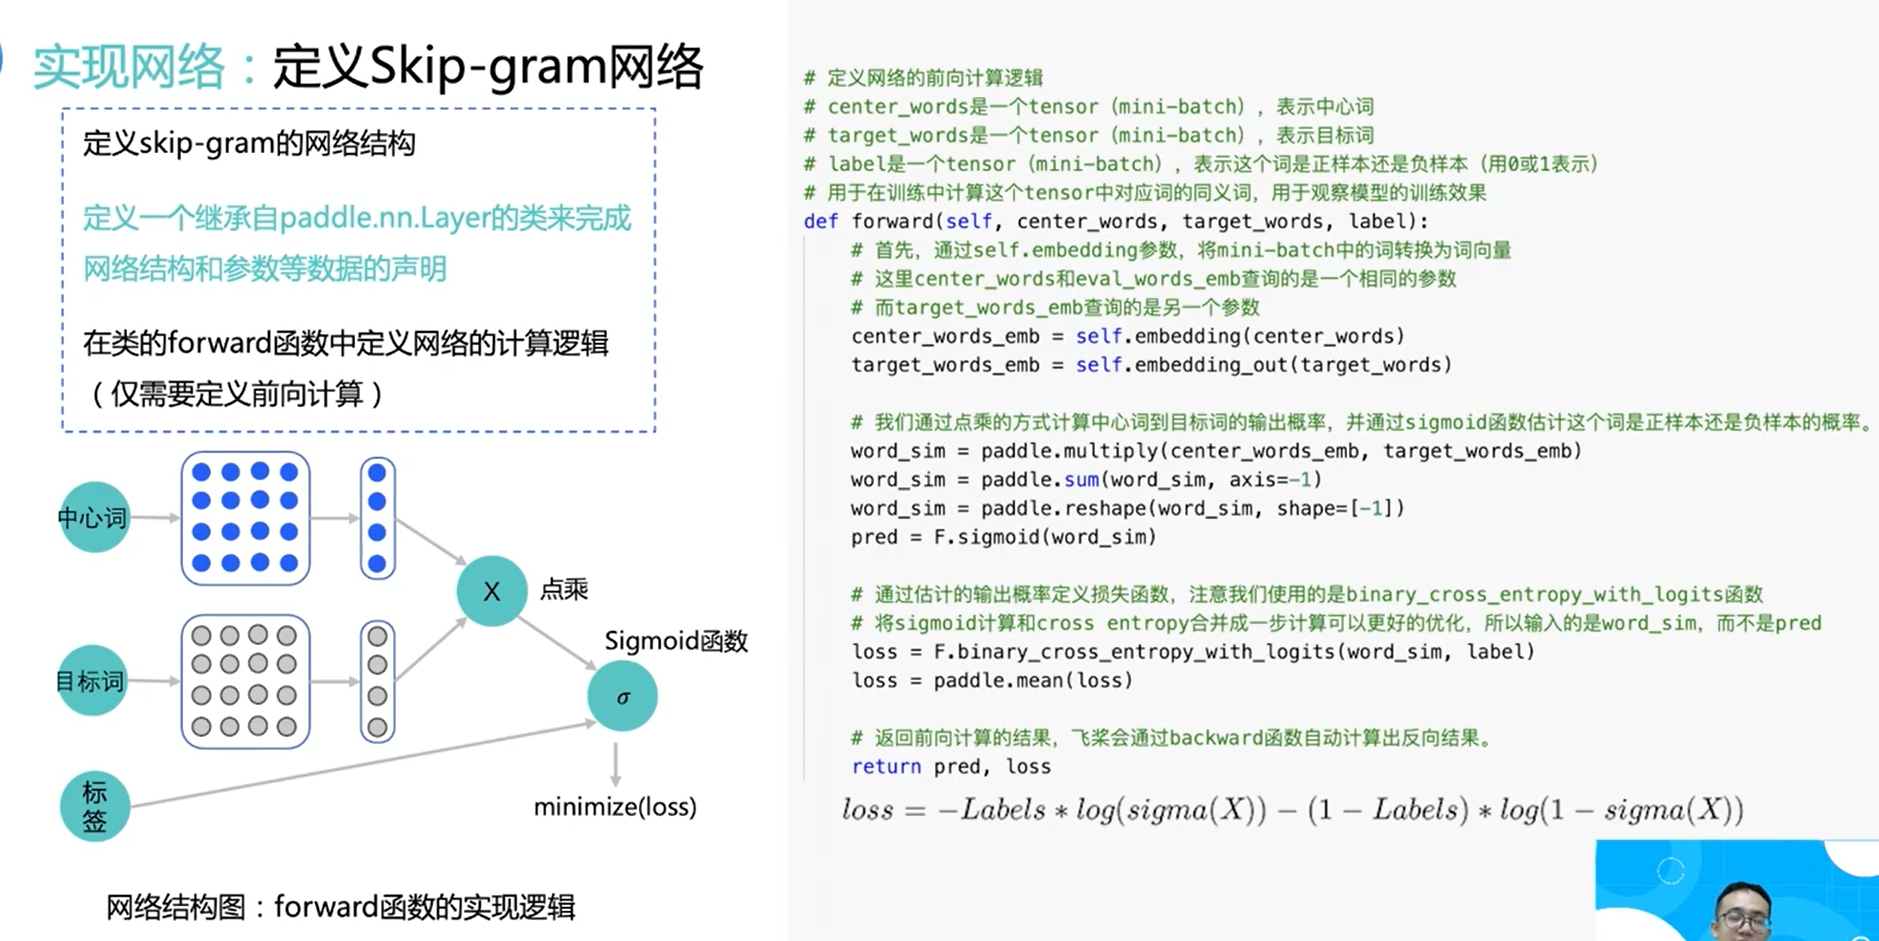 实现网络：定义Skip-gram网络
定义skip-gram的网络结构
定义一个继承自paddle.nn.Layer的类来完成
网络结构和参数等数据的声明
在类的forward函数中定义网络的计算逻辑
（仅需要定义前向计算）
中心词
X
点乘
Sigmoid函数
目标词
σ
标
签
minimize(loss)
网络结构图：forward函数的实现逻辑
# 定义网络的前向计算逻辑
# center_words是一个tensor（mini-batch），表示中心词
# target_words是一个tensor（mini-batch），表示目标词
# label是一个tensor（mini-batch），表示这个词是正样本还是负样本（用0或1表示）
# 用于在训练中计算这个tensor中对应词的同义词，用于观察模型的训练效果
def forward(self, center_words, target_words, label):
# 首先，通过self.embedding参数，将mini-batch中的词转换为词向量
# 这里center_words和eval_words_emb查询的是一个相同的参数
# 而target_words_emb查询的是另一个参数
center_words_emb = self.embedding(center_words)
target_words_emb = self.embedding_out(target_words)
# 我们通过点乘的方式计算中心词到目标词的输出概率，并通过sigmoid函数估计这个词是正样本还是负样本的概率。
word_sim = paddle.multiply(center_words_emb, target_words_emb)
word_sim = paddle.sum(word_sim, axis=-1)
word_sim = paddle.reshape(word_sim, shape=[-1])
pred = F.sigmoid(word_sim)
# 通过估计的输出概率定义损失函数，注意我们使用的是binary_cross_entropy_with_logits函数
# 将sigmoid计算和cross entropy合并成一步计算可以更好的优化，所以输入的是word_sim，而不是pred
loss = F.binary_cross_entropy_with_logits(word_sim, label)
loss = paddle.mean(loss)
# 返回前向计算的结果，飞桨会通过backward函数自动计算出反向结果。
return pred, loss
loss = −Labels ∗ log(sigma(X)) − (1 − Labels) ∗ log(1 − sigma(X))